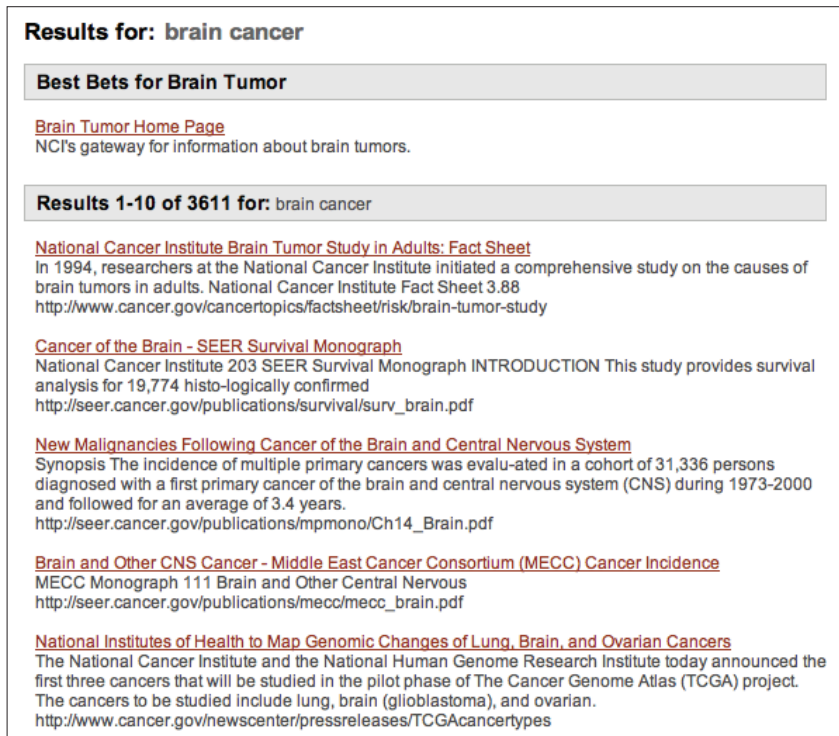 Results for: brain cancer
Best Bets for Brain Tumor
Brain Tumor Home Page
NCI's gateway for information about brain tumors.
Results 1-10 of 3611 for: brain cancer
National Cancer Institute Brain Tumor Study in Adults: Fact Sheet
In 1994, researchers at the National Cancer Institute initiated a comprehensive study on the causes of
brain tumors in adults. National Cancer Institute Fact Sheet 3.88
http://www.cancer.gov/cancertopics/factsheet/risk/brain-tumor-study
Cancer of the Brain - SEER Survival Monograph
National Cancer Institute 203 SEER Survival Monograph INTRODUCTION This study provides survival
analysis for 19,774 histo-logically confirmed
http://seer.cancer.gov/publications/survival/surv_brain.pdf
New Malignancies Following Cancer of the Brain and Central Nervous System
Synopsis The incidence of multiple primary cancers was evalu-ated in a cohort of 31,336 persons
diagnosed with a first primary cancer of the brain and central nervous system (CNS) during 1973-2000
and followed for an average of 3.4 years.
http://seer.cancer.gov/publications/mpmono/Ch14_Brain.pdf
Brain and Other CNS Cancer - Middle East Cancer Consortium (MECC) Cancer Incidence
MECC Monograph 111 Brain and Other Central Nervous
http://seer.cancer.gov/publications/mecc/mecc_brain.pdf
National Institutes of Health to Map Genomic Changes of Lung, Brain, and Ovarian Cancers
The National Cancer Institute and the National Human Genome Research Institute today announced the
first three cancers that will be studied in the pilot phase of The Cancer Genome Atlas (TCGA) project.
The cancers to be studied include lung, brain (glioblastoma), and ovarian.
http://www.cancer.gov/newscenter/pressreleases/TCGAcancertypes